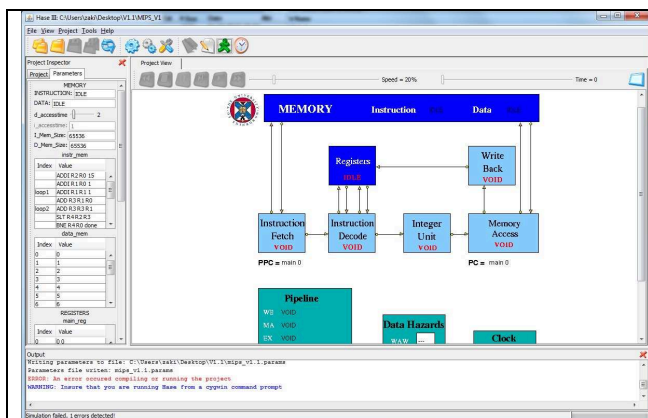 Hase III: C:\Users\zaki\Desktop\V1.1\MIPS_V1
File View Project Tools Help
Project Inspector
Project Parameters
MEMORY
INSTRUCTION: IDLE
DATA: IDLE
d_accesstime 2
i_accesstime: 1
I_Mem_Size: 65536
D_Mem_Size: 65536
instr_mem
Index Value
ADDI R2 R0 15
ADDI R1 R0 1
loop1 ADDI R1 R1 1
ADD R3 R1 R0
loop2 ADD R3 R3 R1
SLT R4 R2 R3
BNE R4 R0 done
data_mem
Index Value
0 0
1 1
2 2
3 3
4 4
5 5
6 6
REGISTERS
main_reg
Index Value
0 0.0
Project View
Speed = 20%
Time = 0
MEMORY Instruction Data
Registers
IDLE
Write
Back
VOID
Instruction
Fetch
VOID
Instruction
Decode
VOID
Integer
Unit
VOID
Memory
Access
VOID
PPC = main 0
PC = main 0
Pipeline
WB VOID
MA VOID
EX VOID
Data Hazards
WAW ...
Clock
Output
Writing parameters to file: C:\Users\zaki\Desktop\V1.1\mips_v1.1.params
Parameters file writen: mips_v1.1.params
ERROR: An error occured compiling or running the project
WARNING: Insure that you are running Hase from a cygwin command prompt
Simulation failed, 1 errors detected!